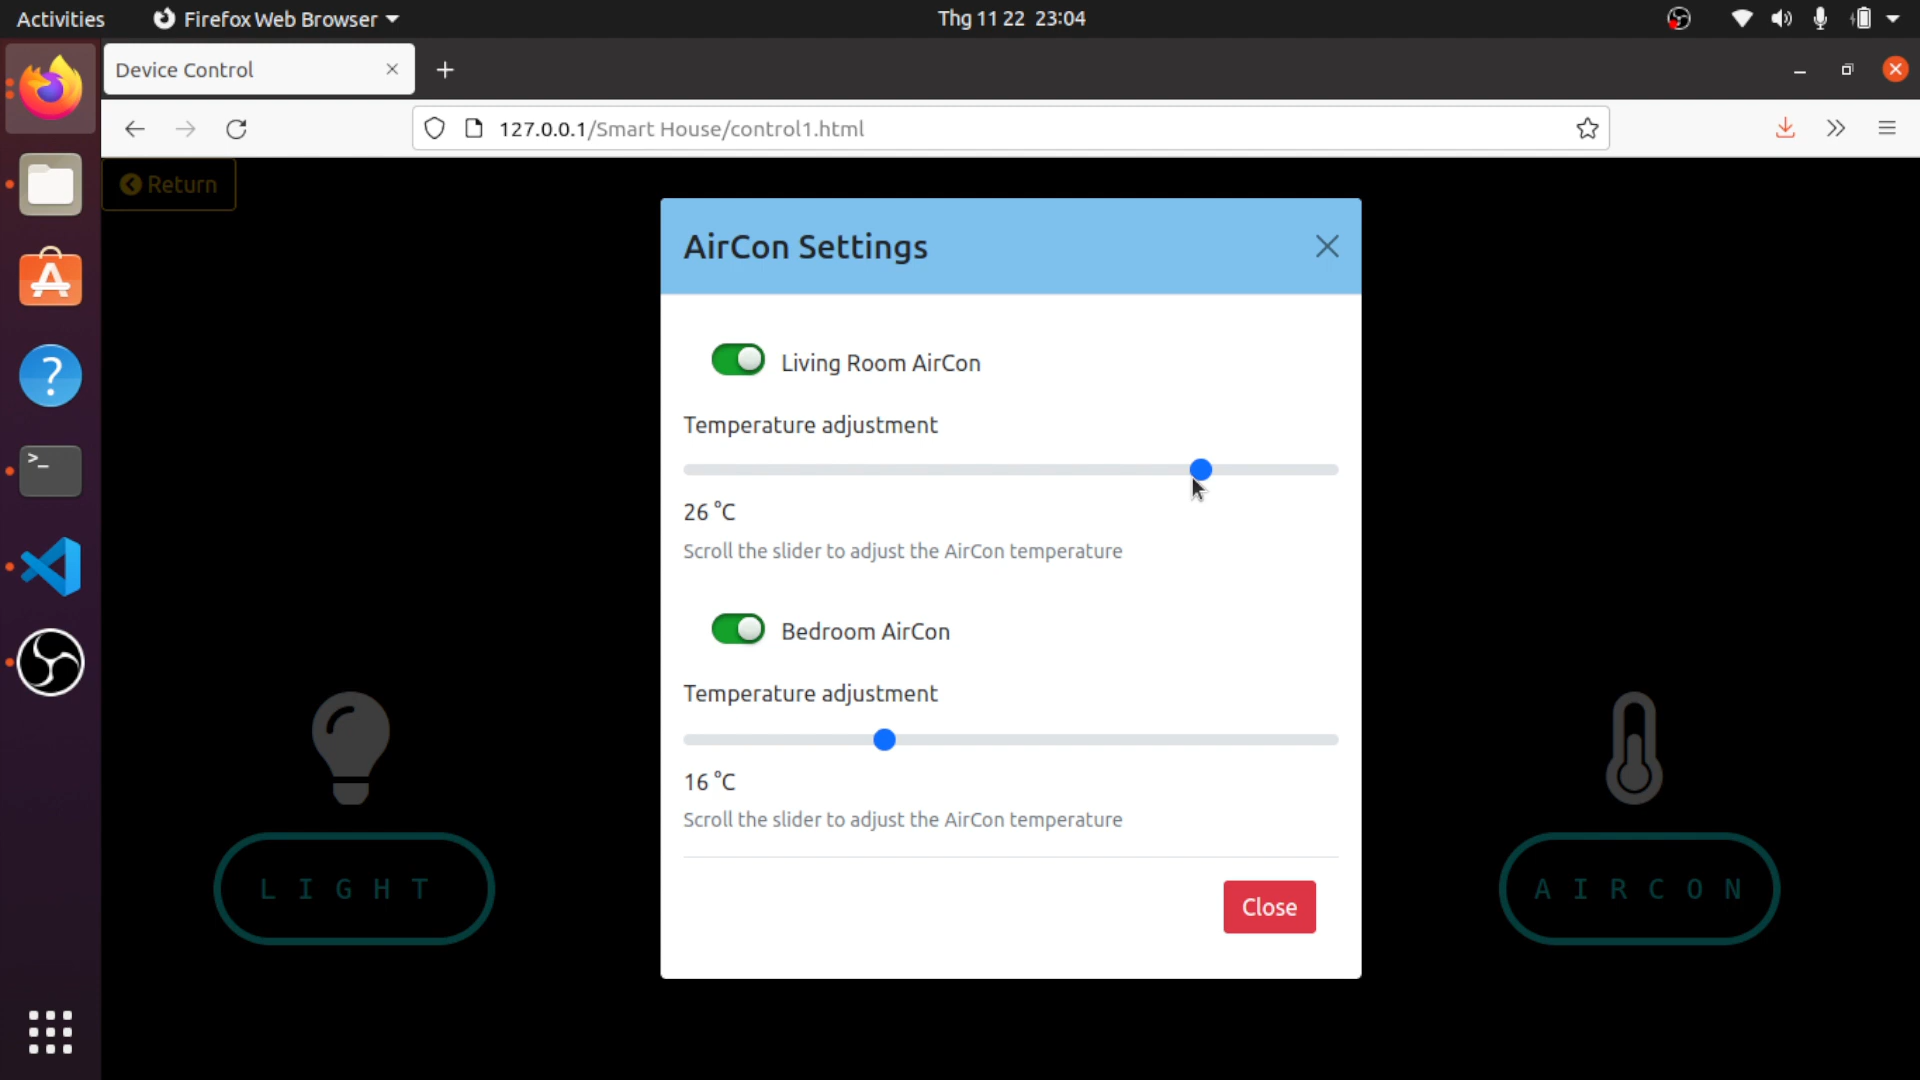 Activities
Firefox Web Browser
Thg 11 22 23:04
Device Control
127.0.0.1/Smart House/control1.html
Return
AirCon Settings
Living Room AirCon
Temperature adjustment
26 °C
Scroll the slider to adjust the AirCon temperature
Bedroom AirCon
Temperature adjustment
16 °C
Scroll the slider to adjust the AirCon temperature
LIGHT
AIRCON
Close